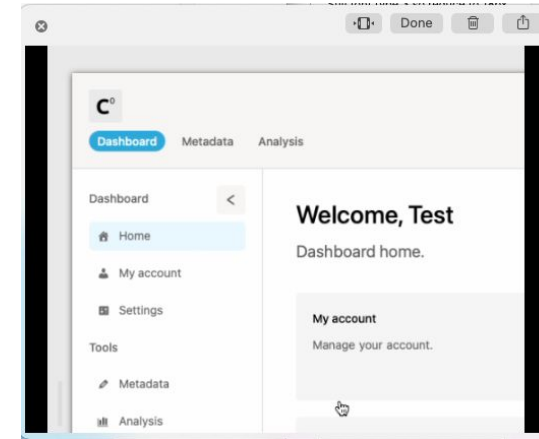 Done
C°
Dashboard Metadata Analysis
Dashboard
Home
My account
Settings
Tools
Metadata
Analysis
Welcome, Test
Dashboard home.
My account
Manage your account.